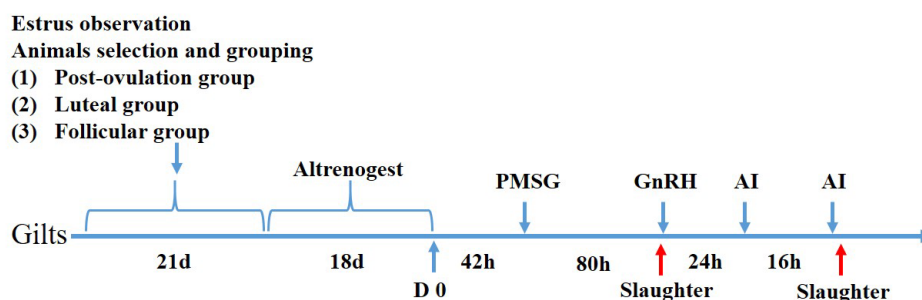 Estrus observation
Animals selection and grouping
(1) Post-ovulation group
(2) Luteal group
(3) Follicular group
Altrenogest
PMSG
GnRH
AI
AI
Gilts
21d
18d
42h
80h
24h
16h
D 0
Slaughter
Slaughter